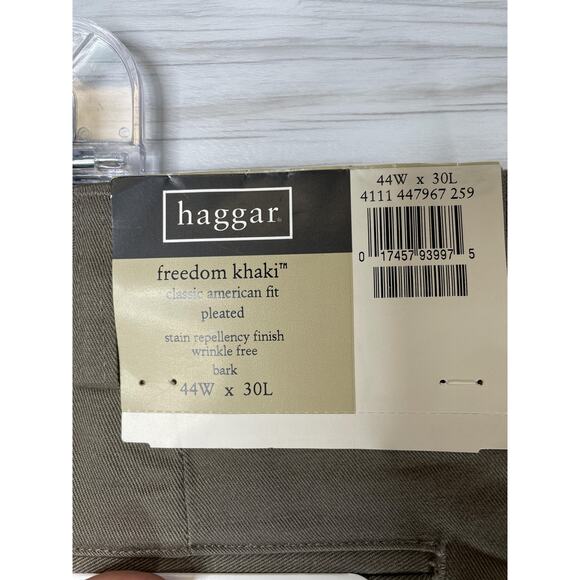 haggar
freedom khaki™
classic american fit
pleated
stain repellency finish
wrinkle free
bark
44W x 30L
44W x 30L
4111 447967 259
0 17457 93997 5